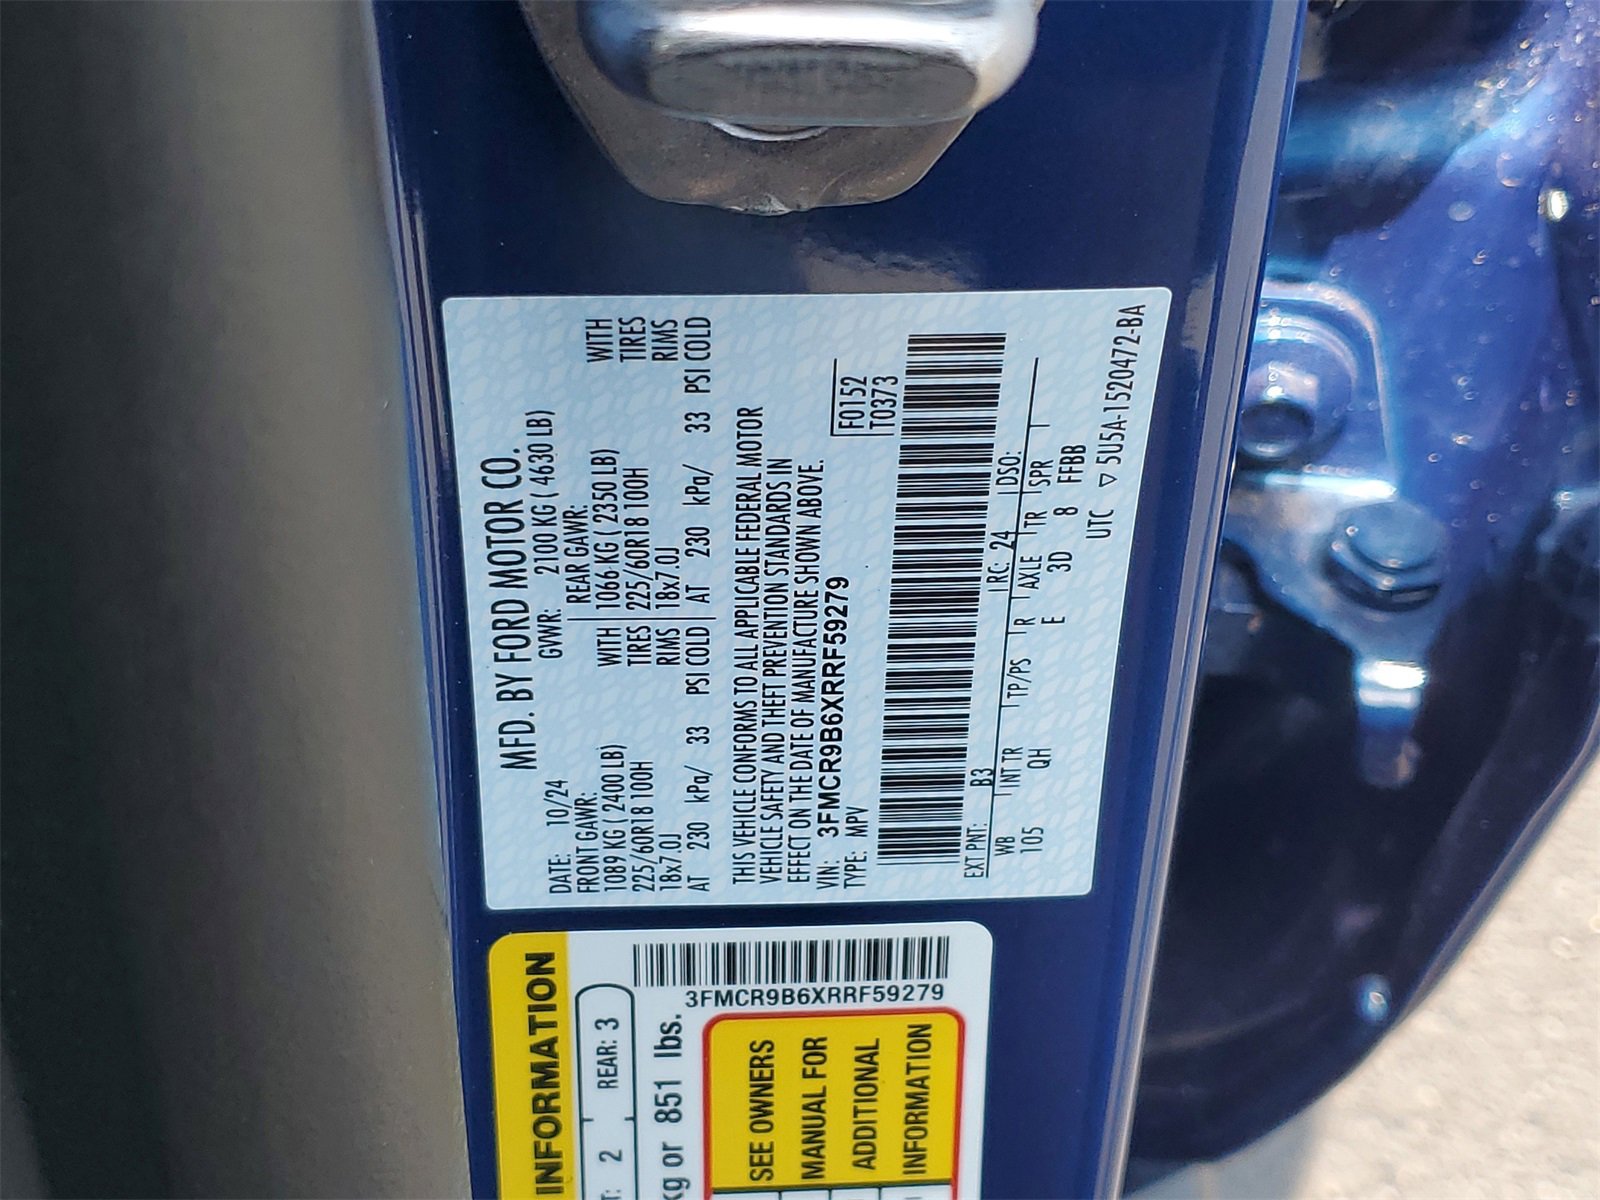 MFD. BY FORD MOTOR CO.
DATE: 10/24 GVWR: 2100 KG ( 4630 LB)
FRONT GAWR: REAR GAWR:
1089 KG ( 2400 LB) WITH 1066 KG ( 2350 LB) WITH
225/60R18 100H TIRES 225/60R18 100H TIRES
18x7.0J RIMS 18x7.0J RIMS
AT 230 kPa/ 33 PSI COLD AT 230 kPa/ 33 PSI COLD
THIS VEHICLE CONFORMS TO ALL APPLICABLE FEDERAL MOTOR
VEHICLE SAFETY AND THEFT PREVENTION STANDARDS IN
EFFECT ON THE DATE OF MANUFACTURE SHOWN ABOVE.
VIN: 3FMCR9B6XRRF59279
TYPE: MPV
F0152
T0373
EXT PNT: B3 RC: 24 DSO:
WB INT TR TP/PS R AXLE TR SPR
105 QH E 3D 8 FFBB
UTC ▽ 5U5A-1520472-BA
INFORMATION
2 REAR: 3
kg or 851 lbs.
3FMCR9B6XRRF59279
SEE OWNERS
MANUAL FOR
ADDITIONAL
INFORMATION